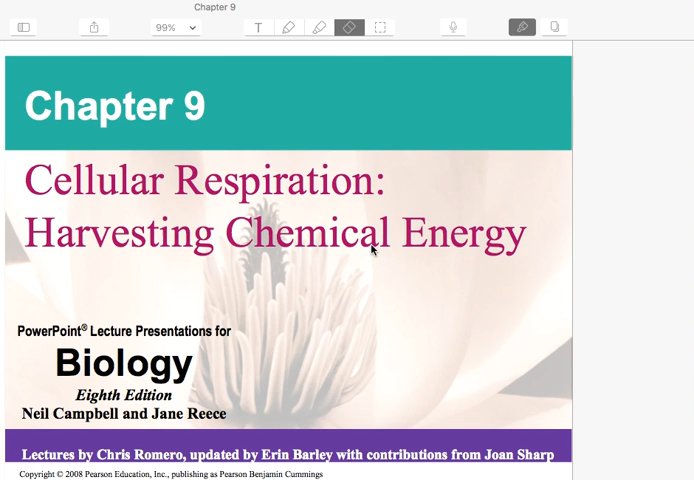 Chapter 9
99%
T
Chapter 9
Cellular Respiration:
Harvesting Chemical Energy
PowerPoint® Lecture Presentations for
Biology
Eighth Edition
Neil Campbell and Jane Reece
Lectures by Chris Romero, updated by Erin Barley with contributions from Joan Sharp
Copyright © 2008 Pearson Education, Inc., publishing as Pearson Benjamin Cummings